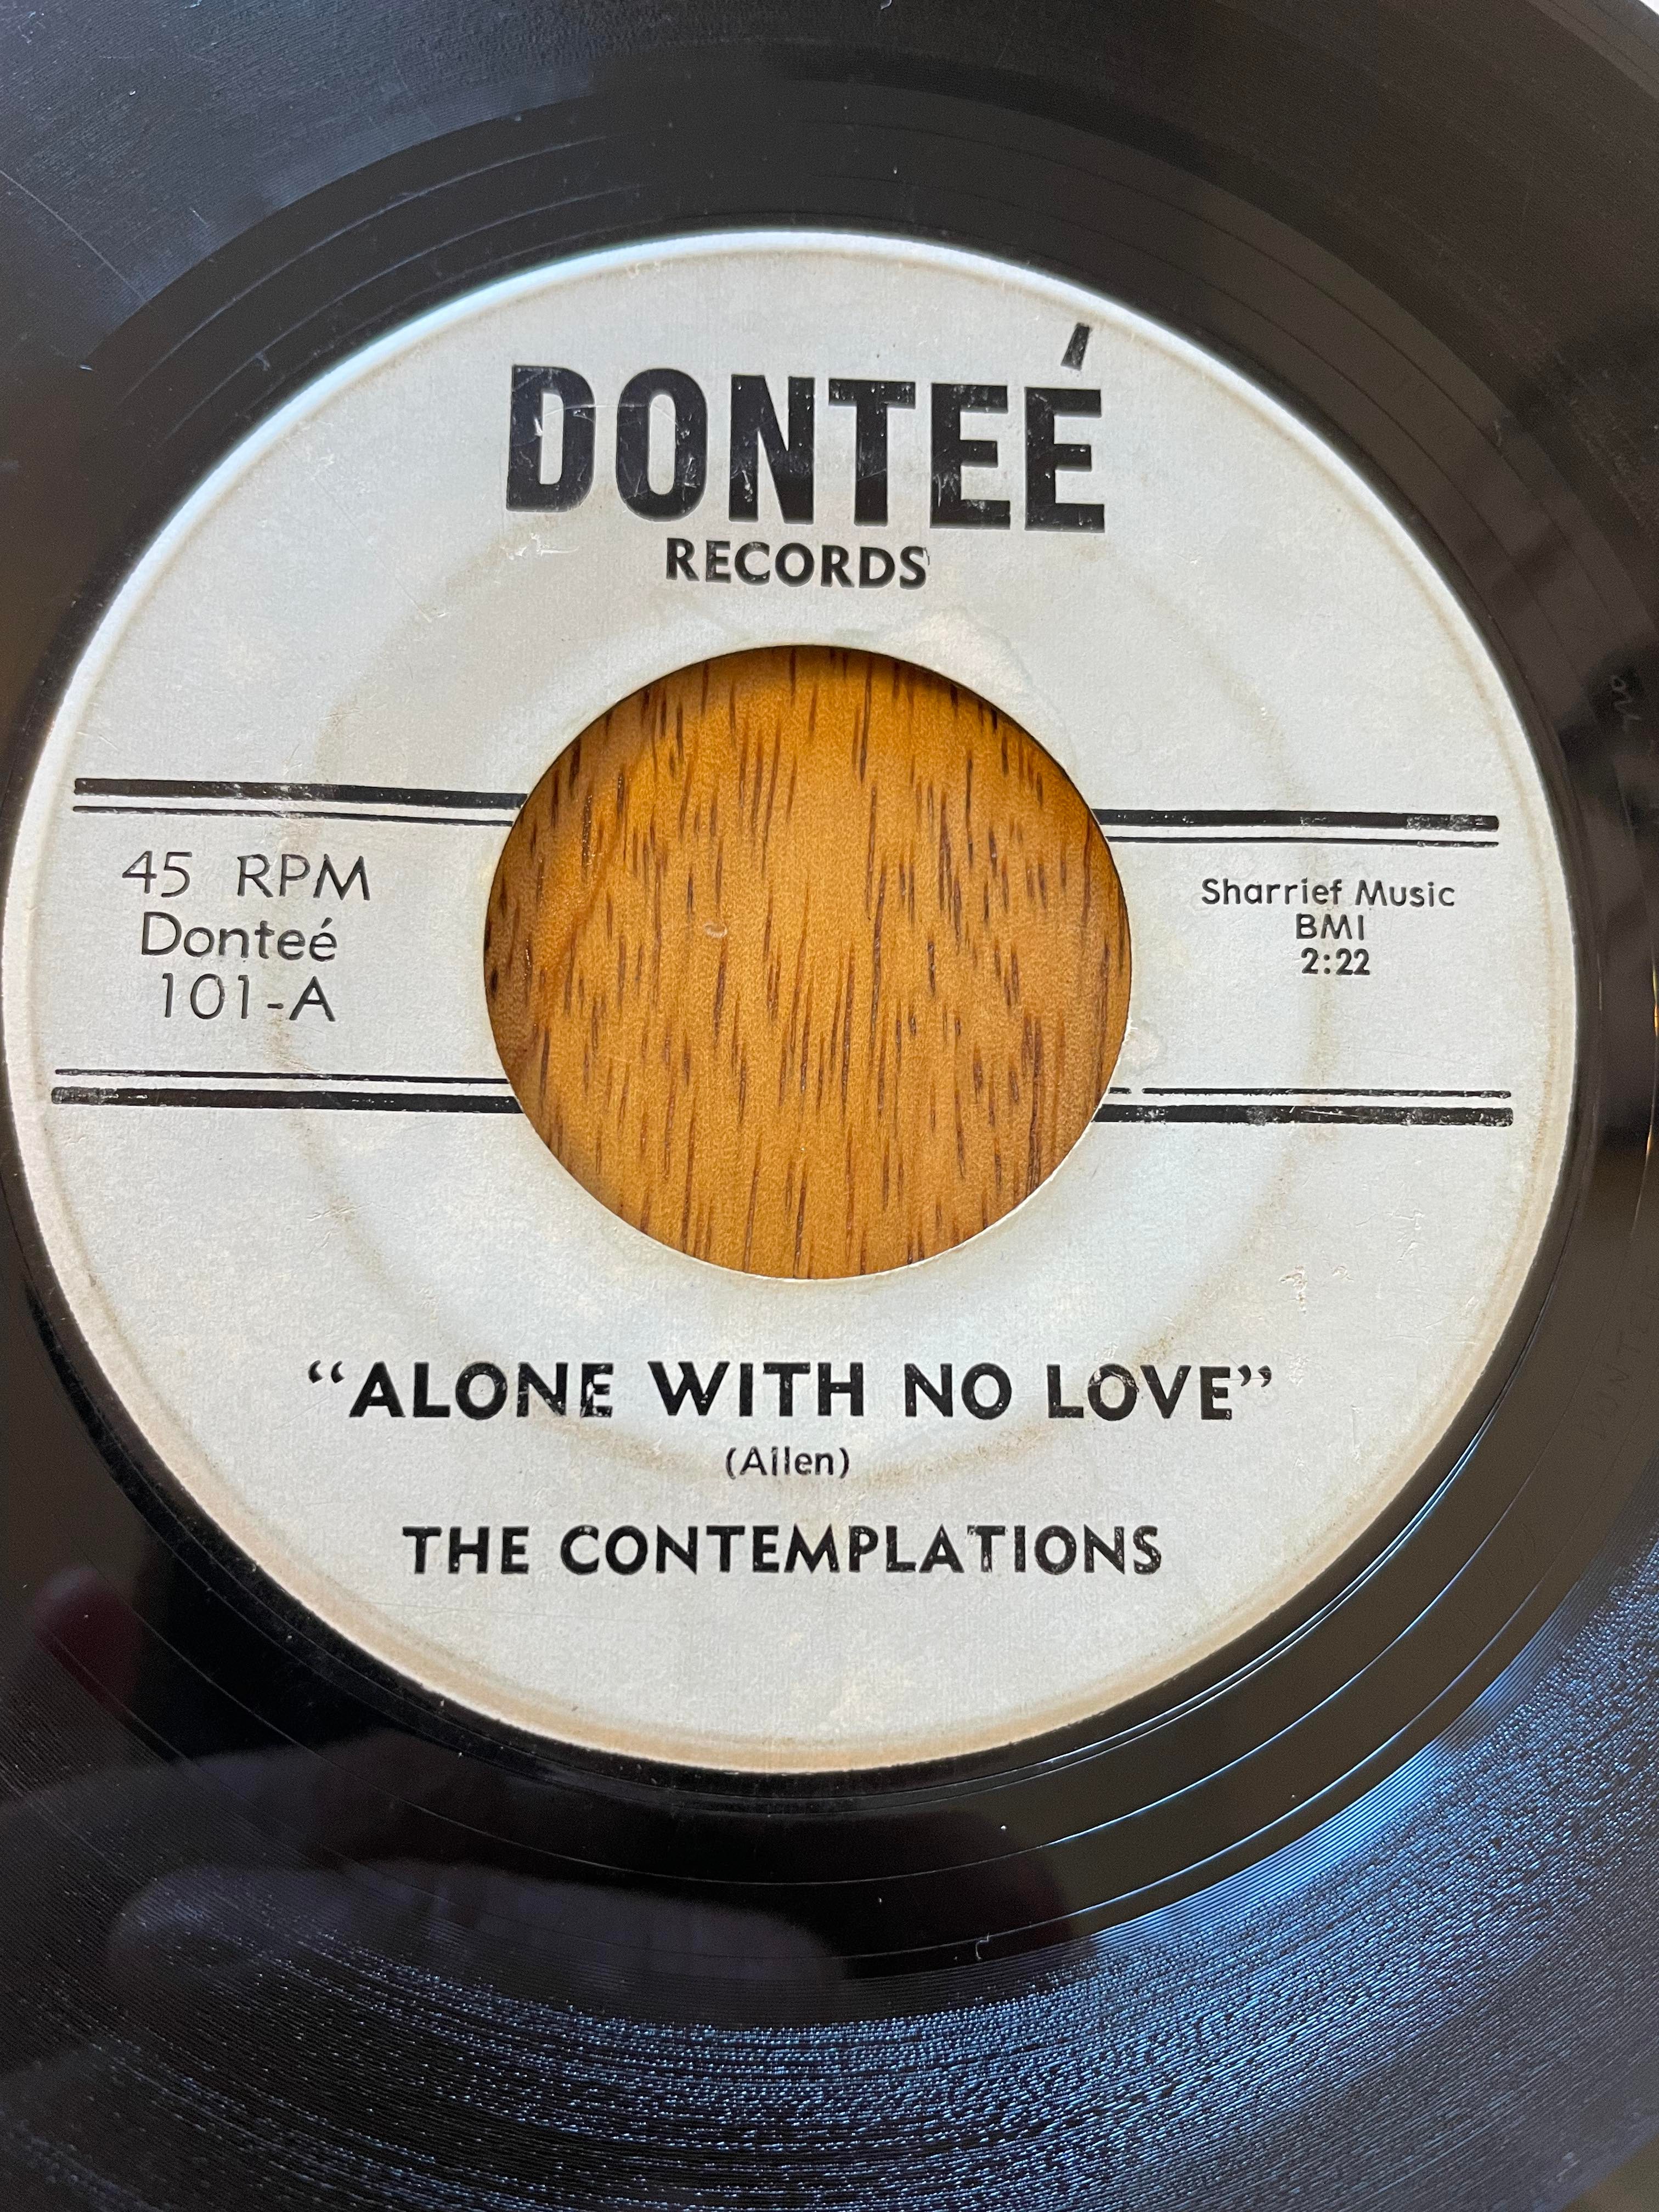 DONTEÉ
RECORDS
45 RPM
Donteé
101-A
Sharrief Music
BMI
2:22
“ALONE WITH NO LOVE”
(Allen)
THE CONTEMPLATIONS